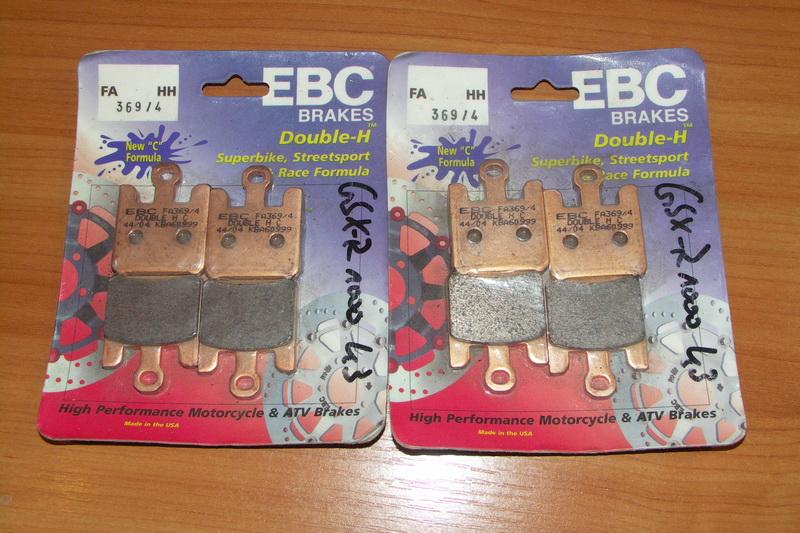 FA HH
369/4
EBC
BRAKES
TM
Double-H
New "C"
Formula
Superbike, Streetsport
Race Formula
EBC FA369/4
DOUBLE H C
44/04 KBA60999
EBC FA369/4
DOUBLE H C
44/04 KBA60999
GSX-R 1000 K3
High Performance Motorcycle & ATV Brakes
Made in the USA
FA HH
369/4
EBC
BRAKES
TM
Double-H
New "C"
Formula
Superbike, Streetsport
Race Formula
EBC FA369/4
DOUBLE H C
44/04 KBA60999
EBC FA369/4
DOUBLE H C
44/04 KBA60999
GSX-R 1000 K3
EBC
High Performance Motorcycle & ATV Brakes
Made in the USA